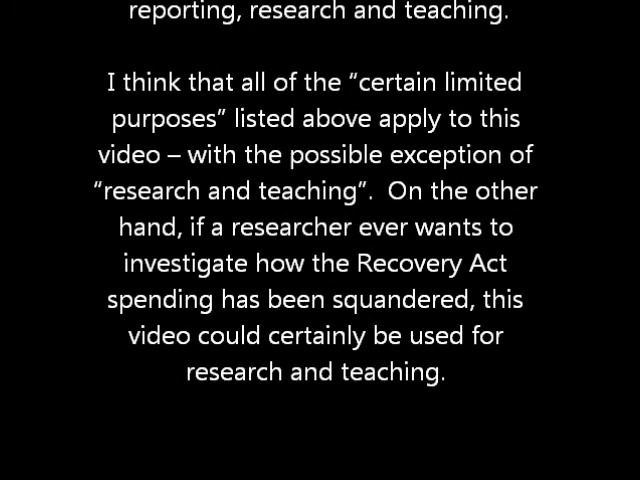 reporting, research and teaching.
I think that all of the “certain limited
purposes” listed above apply to this
video – with the possible exception of
“research and teaching”.  On the other
hand, if a researcher ever wants to
investigate how the Recovery Act
spending has been squandered, this
video could certainly be used for
research and teaching.